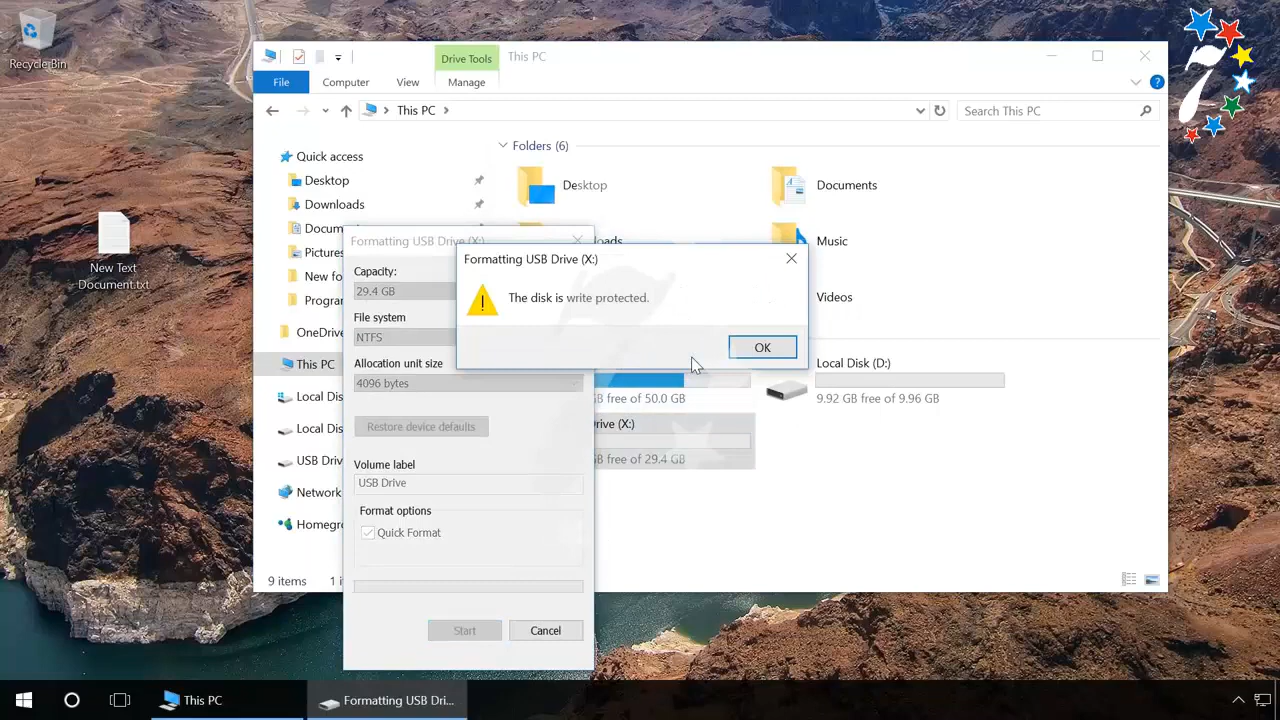 Recycle Bin
New Text
Document.txt
7
Drive Tools
This PC
File
Computer
View
Manage
This PC
Search This PC
Quick access
Desktop
Downloads
Docum
Pictures
New fo
Program
OneDrive
This PC
Local Dis
Local Dis
USB Driv
Network
Homegro
Folders (6)
Desktop
Documents
loads
Music
Videos
GB free of 50.0 GB
Local Disk (D:)
9.92 GB free of 9.96 GB
Drive (X:)
GB free of 29.4 GB
9 items
1 i
Formatting USB Drive (X:)
Capacity:
29.4 GB
File system
NTFS
Allocation unit size
4096 bytes
Restore device defaults
Volume label
USB Drive
Format options
Quick Format
Start
Cancel
Formatting USB Drive (X:)
The disk is write protected.
OK
This PC
Formatting USB Dri...